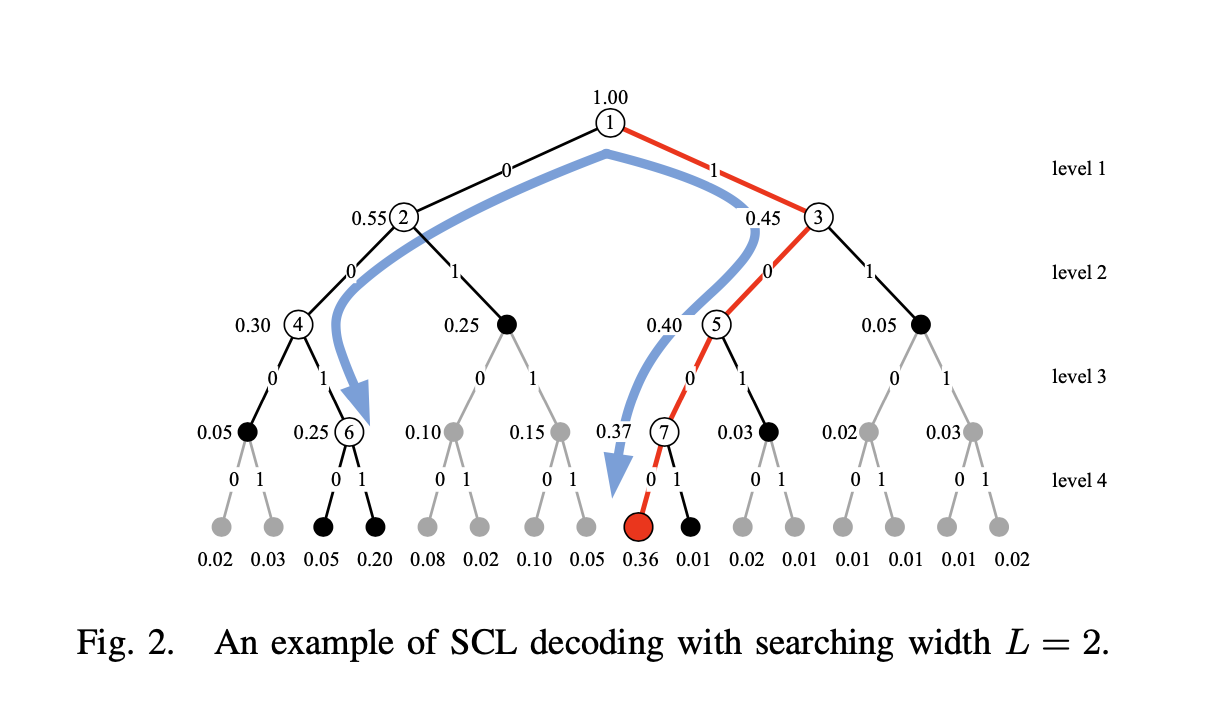 1.00
1
0 1 level 1
0.55 2 0.45 3
0 1 0 1 level 2
0.30 4 0.25 0.40 5 0.05
0 1 0 1 0 1 0 1 level 3
0.05 0.25 6 0.10 0.15 0.37 7 0.03 0.02 0.03
0 1 0 1 0 1 0 1 0 1 0 1 0 1 0 1 level 4
0.02 0.03 0.05 0.20 0.08 0.02 0.10 0.05 0.36 0.01 0.02 0.01 0.01 0.01 0.01 0.02
Fig. 2. An example of SCL decoding with searching width L = 2.